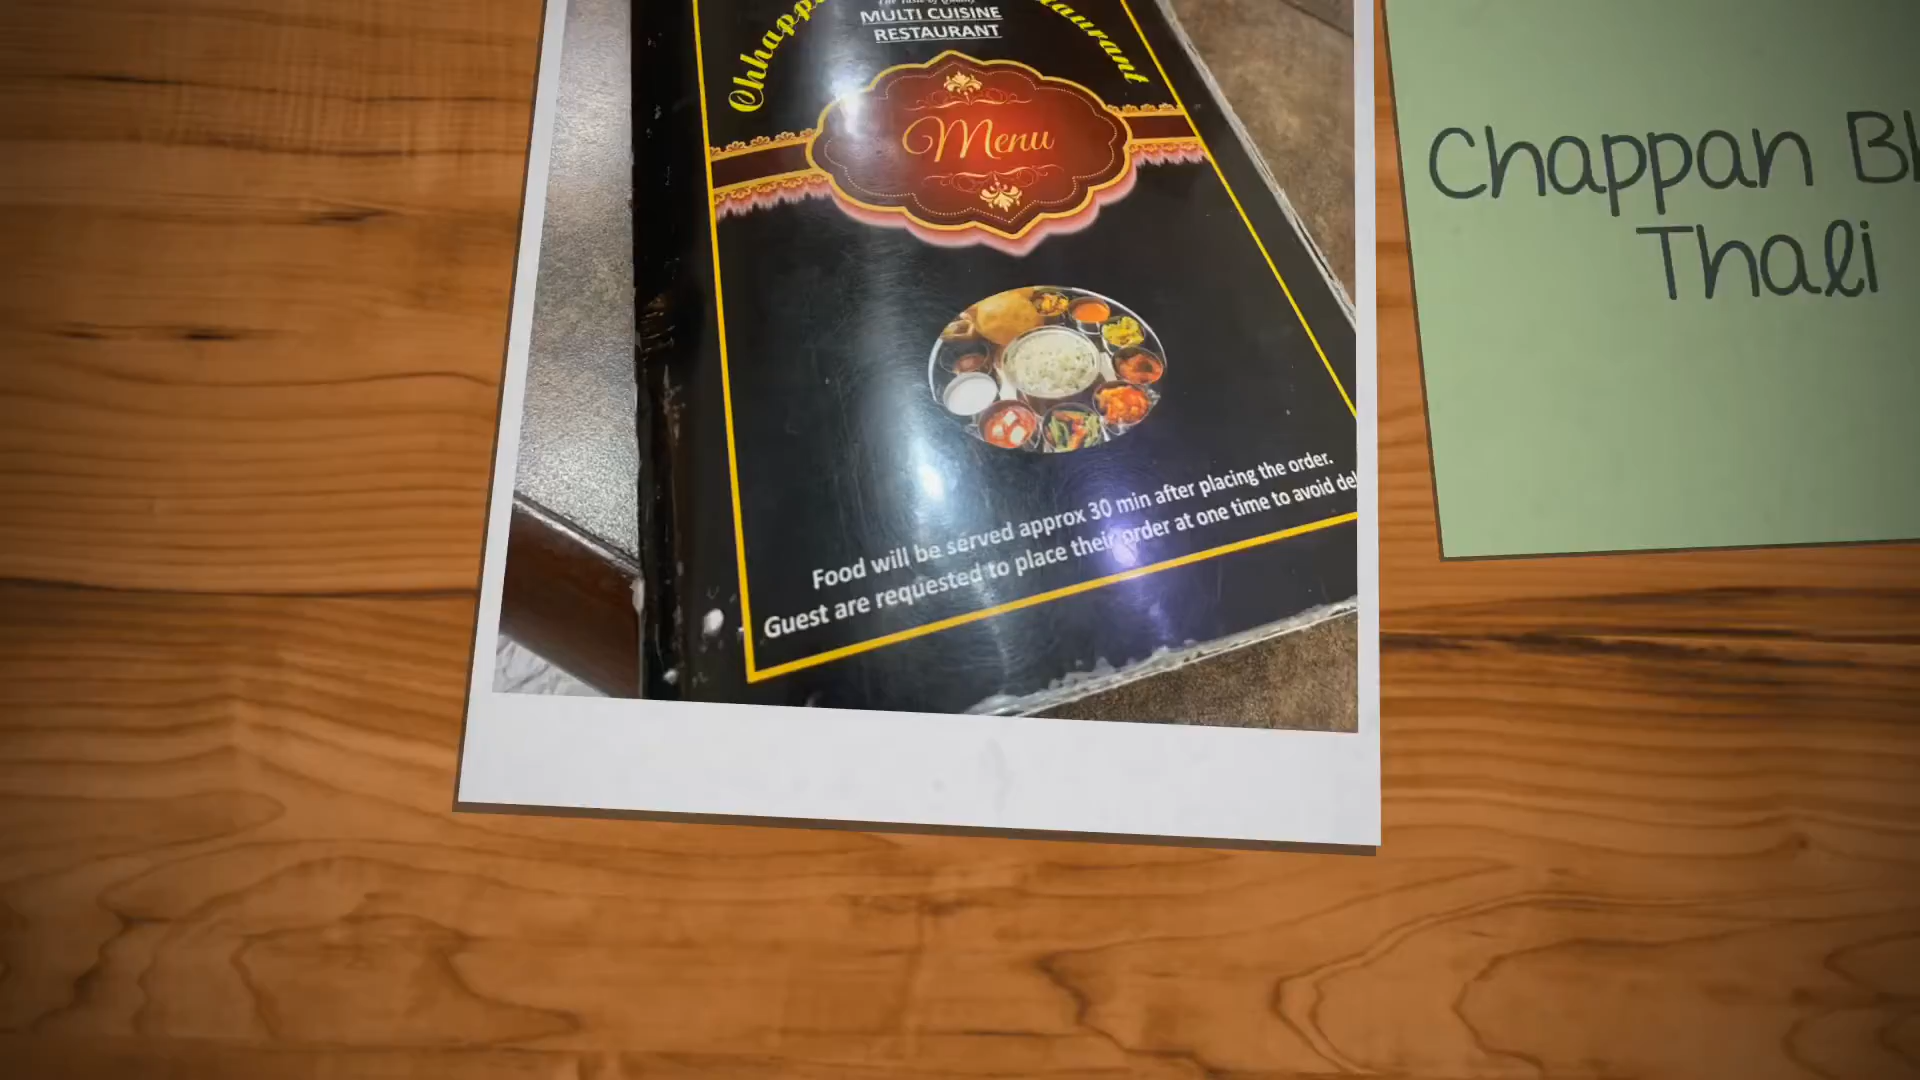 MULTI CUISINE
RESTAURANT
Menu
Food will be served approx 30 min after placing the order.
Guest are requested to place their order at one time to avoid
Chappan
Thali